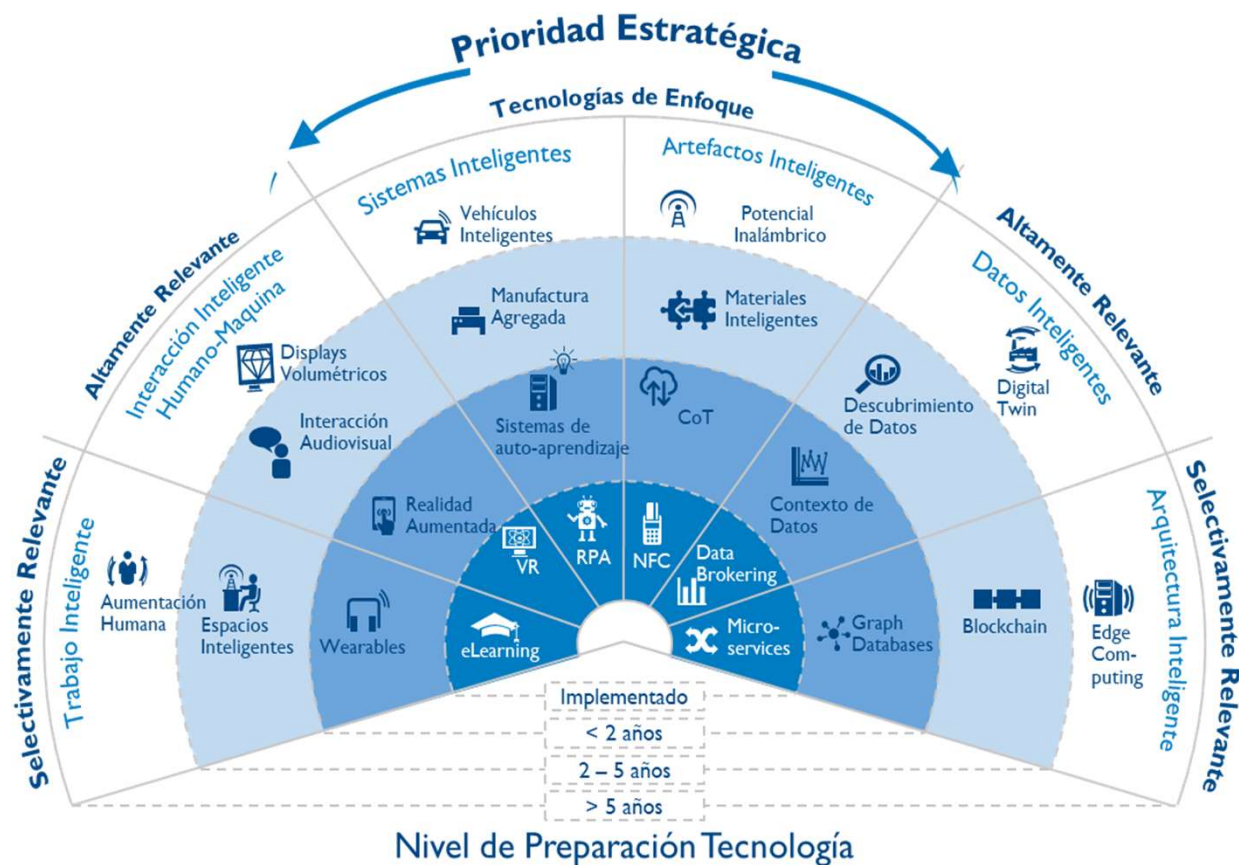 Prioridad Estratégica
Tecnologías de Enfoque
Sistemas Inteligentes
Artefactos Inteligentes
Vehículos
Inteligentes
Potencial
Inalámbrico
Manufactura
Agregada
Materiales
Inteligentes
Sistemas de
auto-aprendizaje
CoT
RPA
NFC
Altamente Relevante
Interacción Inteligente
Humano-Maquina
Displays
Volumétricos
Interacción
Audiovisual
Realidad
Aumentada
VR
Altamente Relevante
Datos Inteligentes
Digital
Twin
Descubrimiento
de Datos
Contexto de
Datos
Data
Brokering
Selectivamente Relevante
Trabajo Inteligente
Aumentación
Humana
Espacios
Inteligentes
Wearables
eLearning
Selectivamente Relevante
Arquitectura Inteligente
Edge
Com-
puting
Blockchain
Graph
Databases
Micro-
services
Implementado
< 2 años
2 – 5 años
> 5 años
Nivel de Preparación Tecnología